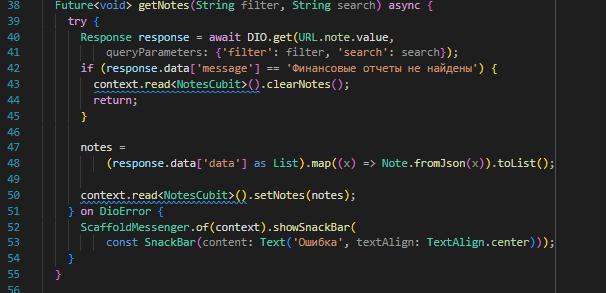 38 Future<void> getNotes(String filter, String search) async {
39 try {
40 Response response = await DIO.get(URL.note.value,
41 queryParameters: {'filter': filter, 'search': search});
42 if (response.data['message'] == 'Финансовые отчеты не найдены') {
43 context.read<NotesCubit>().clearNotes();
44 return;
45 }
46
47 notes =
48 (response.data['data'] as List).map((x) => Note.fromJson(x)).toList();
49
50 context.read<NotesCubit>().setNotes(notes);
51 } on DioError {
52 ScaffoldMessenger.of(context).showSnackBar(
53 const SnackBar(content: Text('Ошибка', textAlign: TextAlign.center)));
54 }
55 }
56